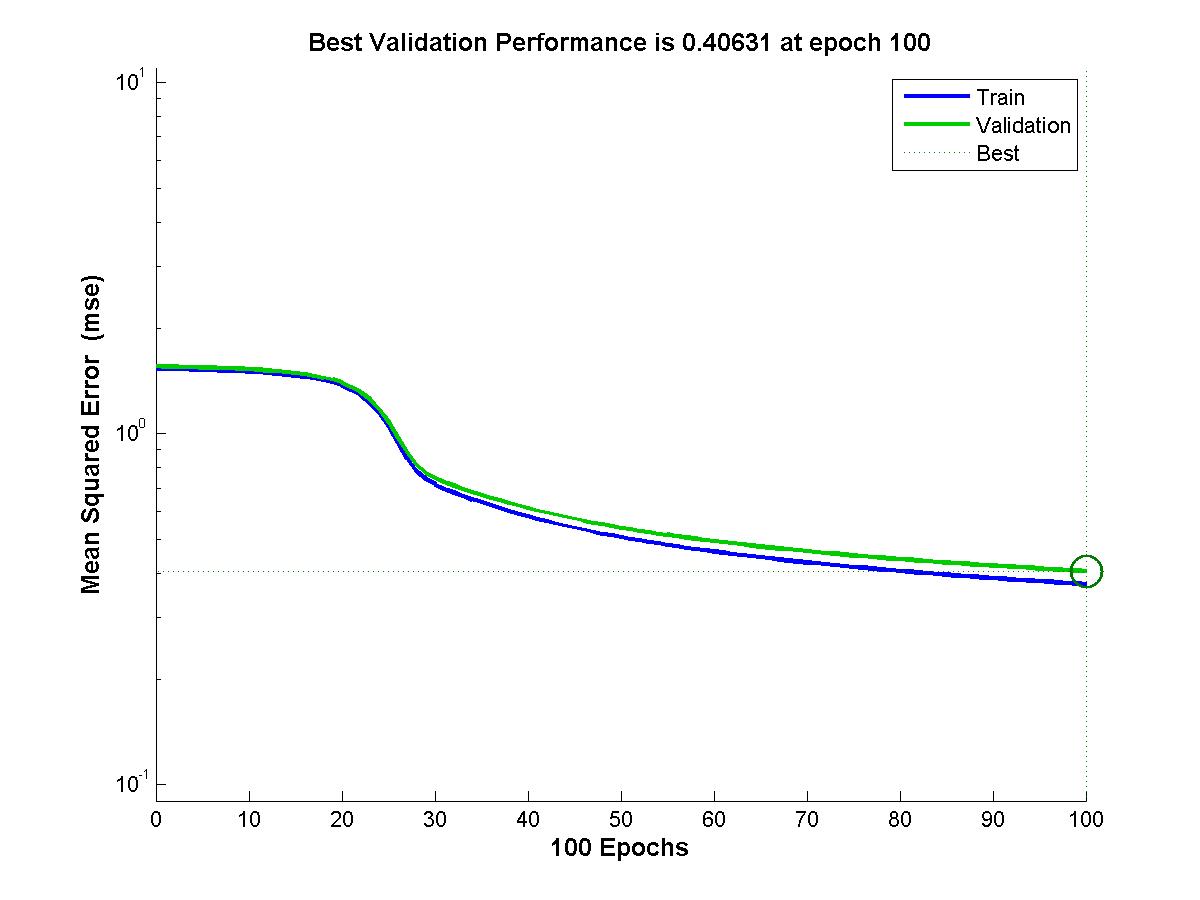 Best Validation Performance is 0.40631 at epoch 100
10^1
Train
Validation
Best
Mean Squared Error (mse)
10^0
10^-1
0 10 20 30 40 50 60 70 80 90 100
100 Epochs